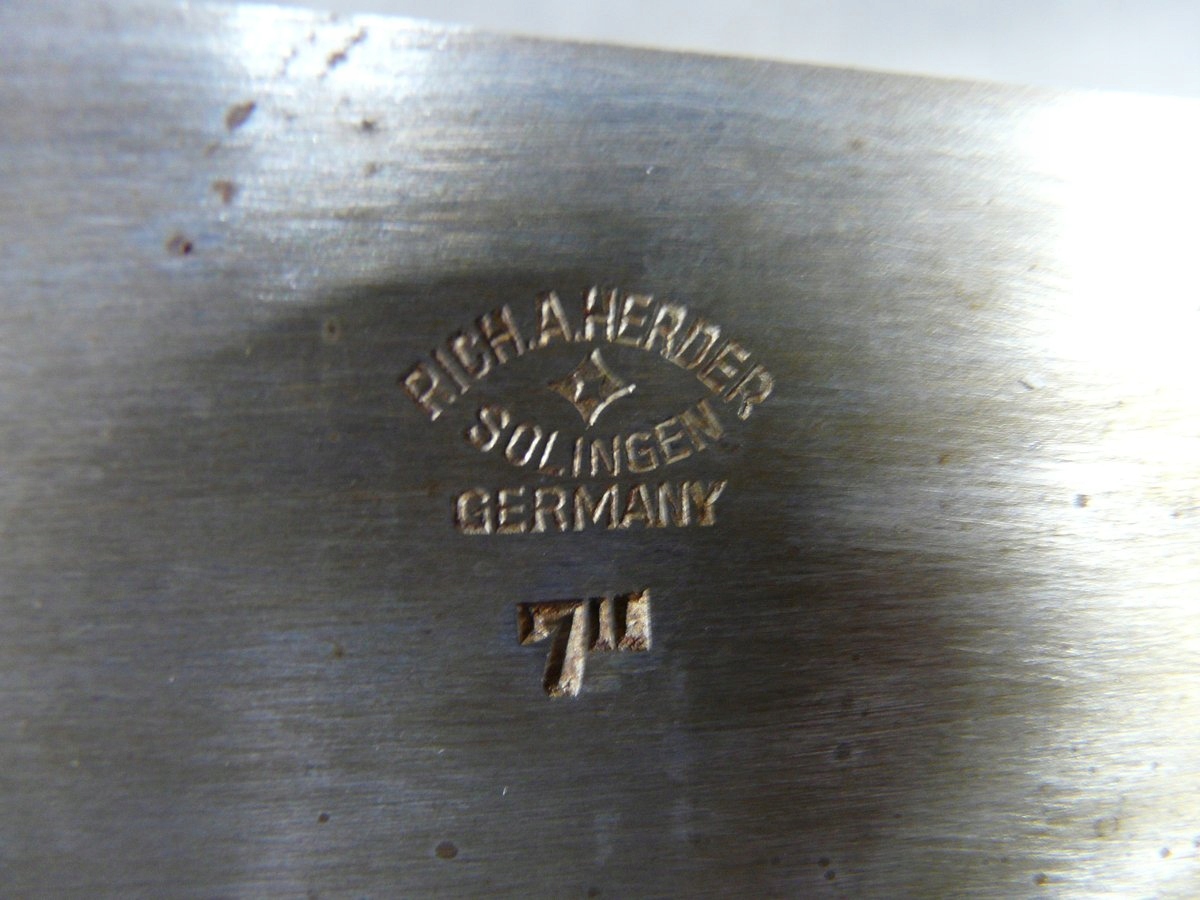 RICH.A.HERDER
SOLINGEN
GERMANY
7"